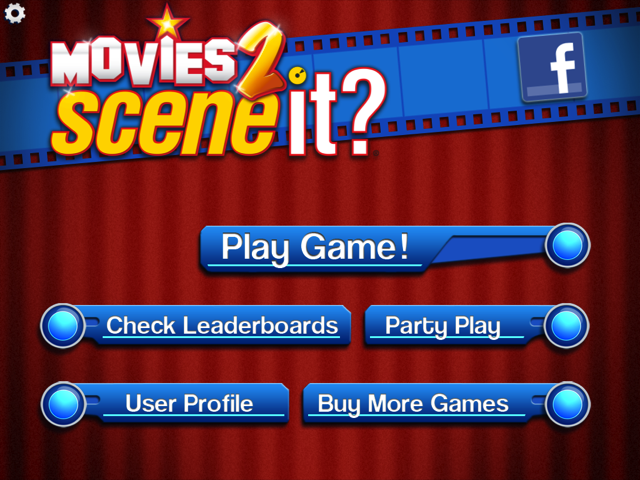 MOVIES 2
scene it?
f
Play Game!
Check Leaderboards
Party Play
User Profile
Buy More Games